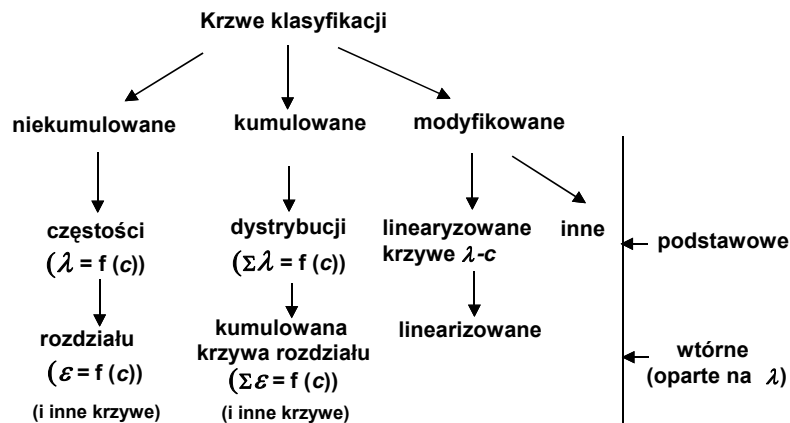 Krzwe klasyfikacji
niekumulowane
kumulowane
modyfikowane
częstości
(λ = f (c))
dystrybucji
(Σλ = f (c))
linearyzowane
krzywe λ-c
inne
podstawowe
rozdziału
(ε = f (c))
(i inne krzywe)
kumulowana
krzywa rozdziału
(Σε = f (c))
(i inne krzywe)
linearizowane
wtórne
(oparte na λ)